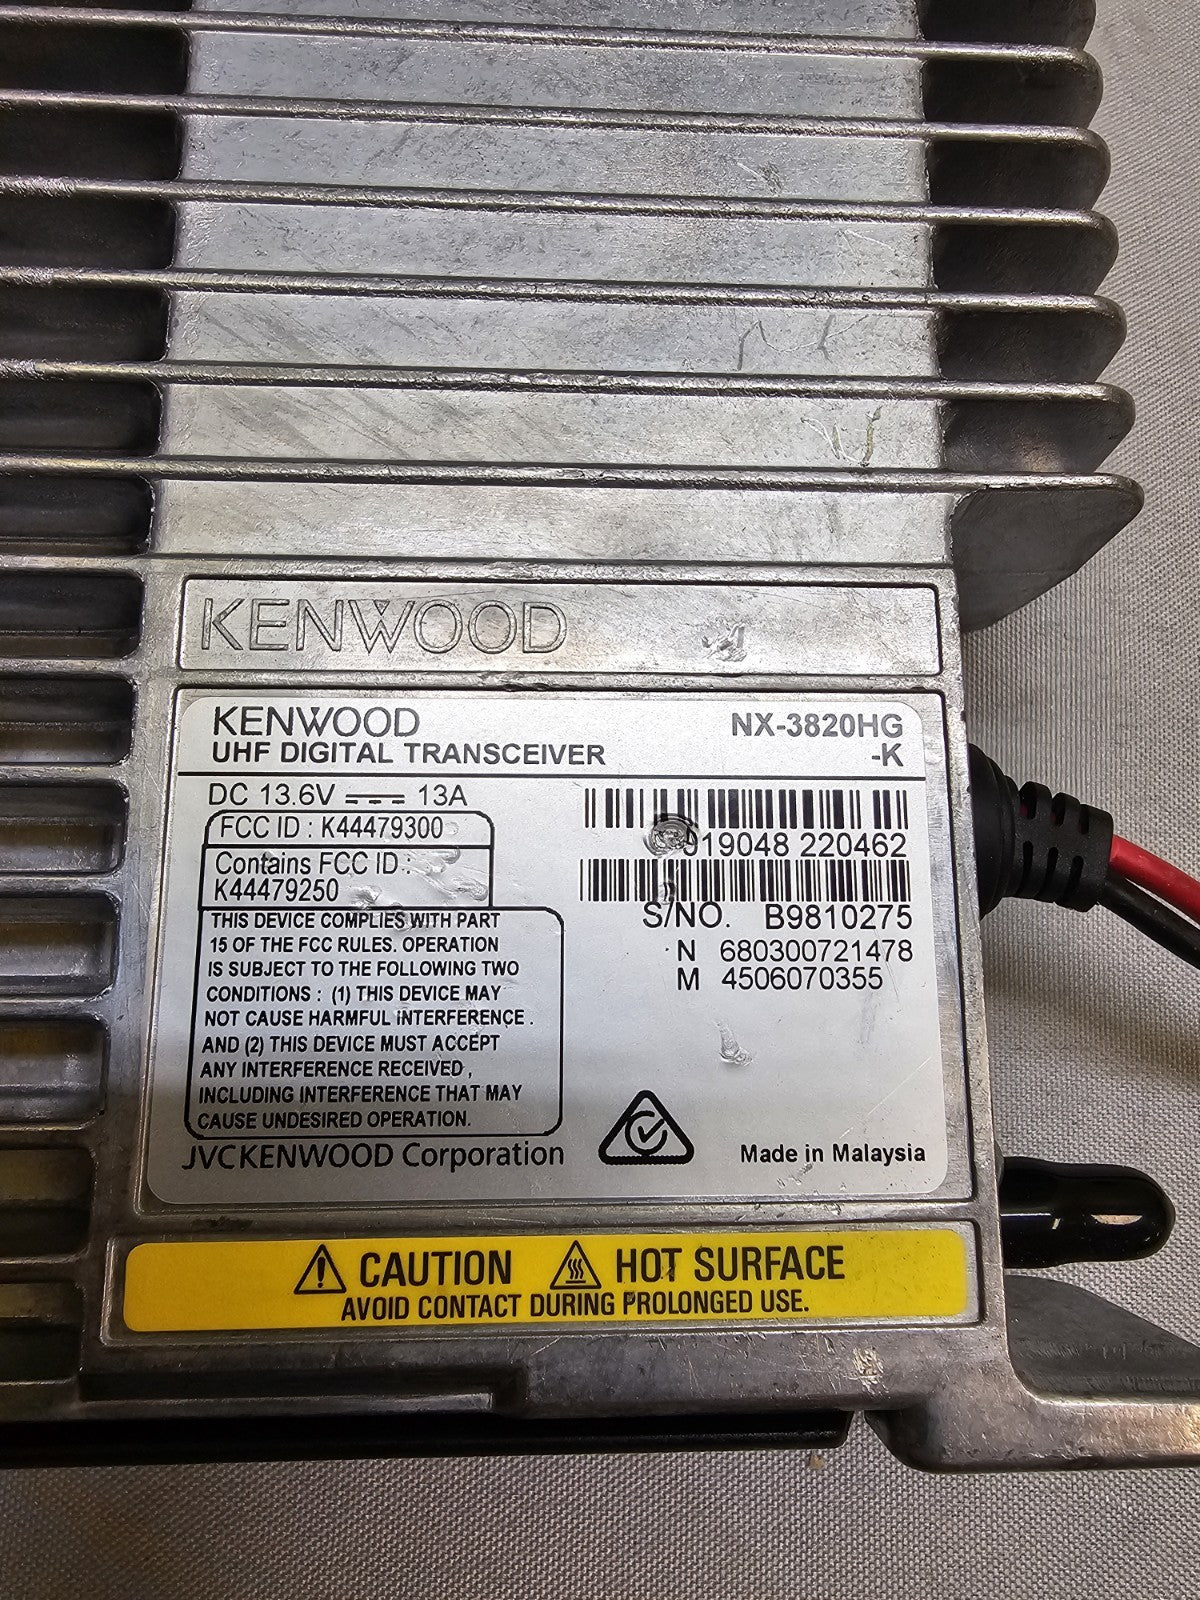 KENWOOD
KENWOOD
UHF DIGITAL TRANSCEIVER
NX-3820HG
-K
DC 13.6V 13A
FCC ID : K44479300
Contains FCC ID :
K44479250
THIS DEVICE COMPLIES WITH PART
15 OF THE FCC RULES. OPERATION
IS SUBJECT TO THE FOLLOWING TWO
CONDITIONS : (1) THIS DEVICE MAY
NOT CAUSE HARMFUL INTERFERENCE .
AND (2) THIS DEVICE MUST ACCEPT
ANY INTERFERENCE RECEIVED ,
INCLUDING INTERFERENCE THAT MAY
CAUSE UNDESIRED OPERATION.
JVCKENWOOD Corporation
220462
S/NO. B9810275
N 680300721478
M 4506070355
Made in Malaysia
CAUTION HOT SURFACE
AVOID CONTACT DURING PROLONGED USE.